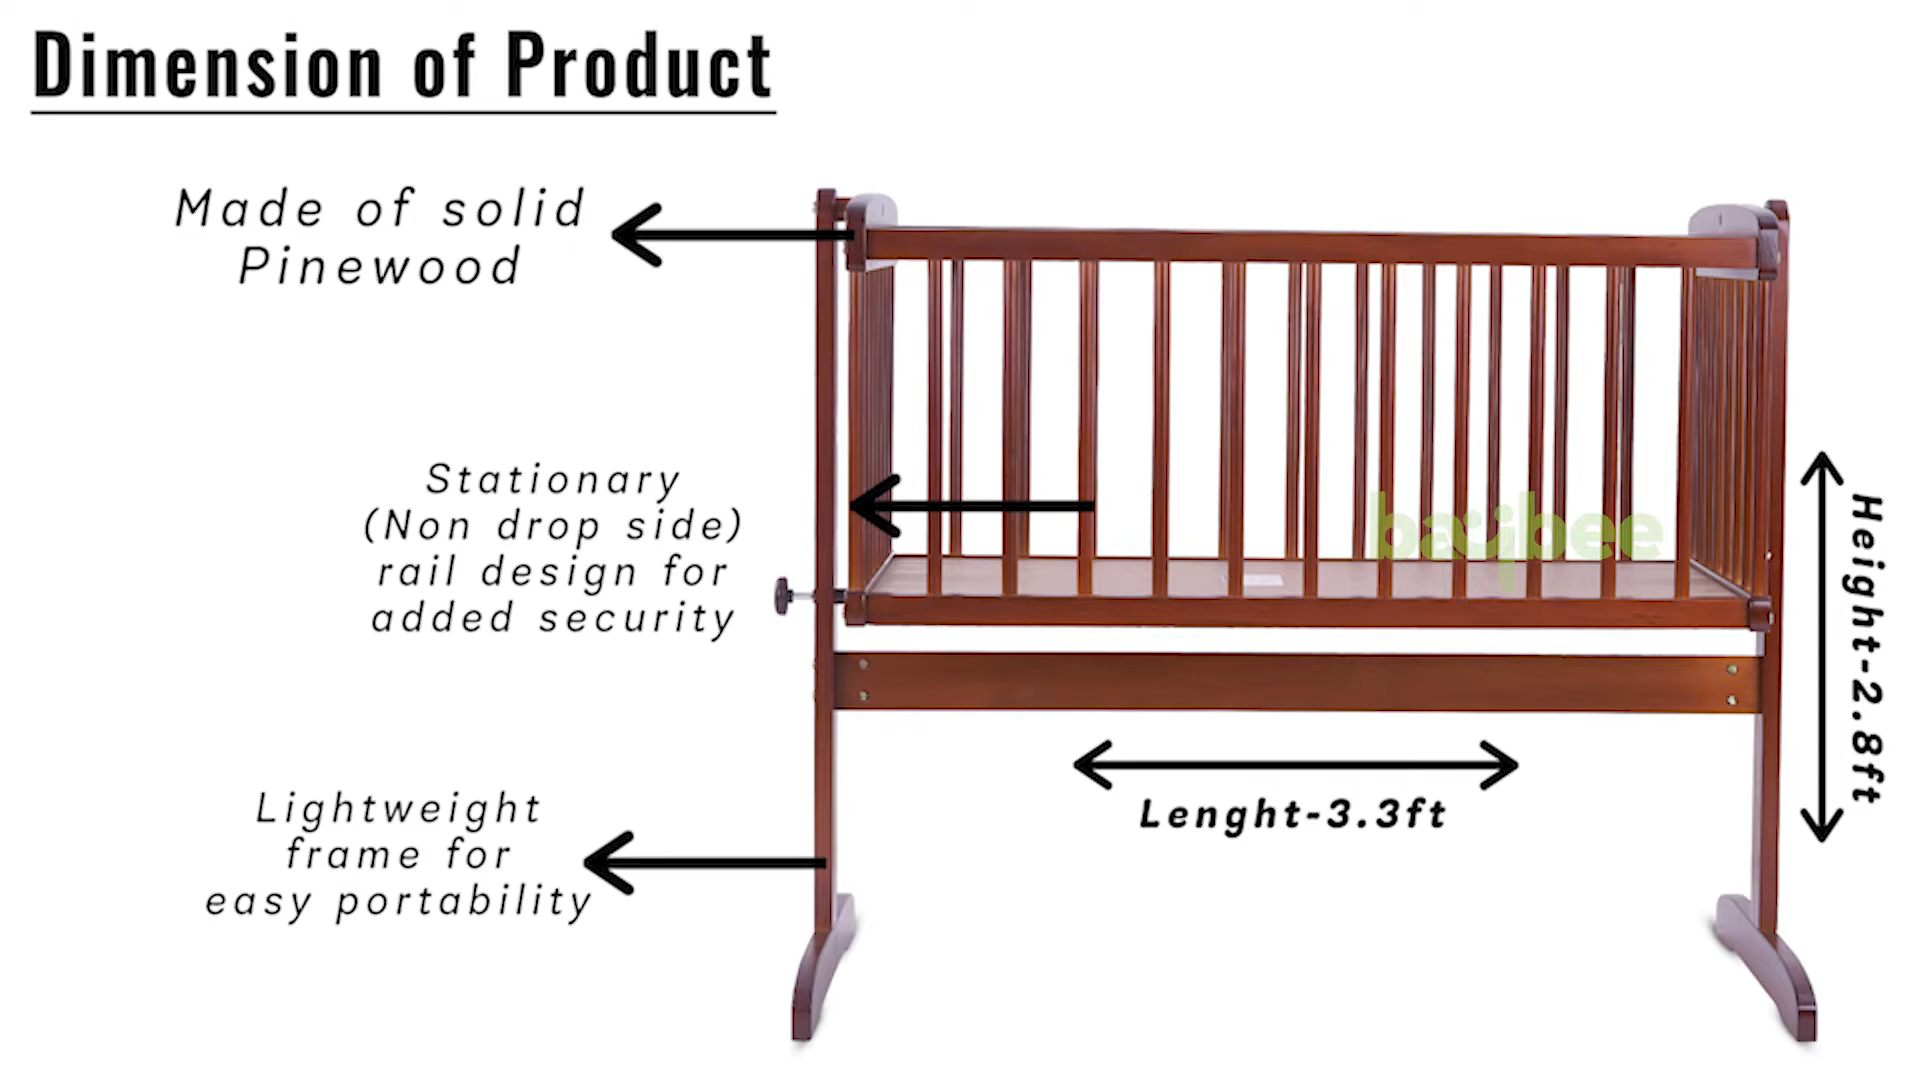 Dimension of Product
Made of solid
Pinewood
Stationary
(Non drop side)
rail design for
added security
Lightweight
frame for
easy portability
baybee
Height-2.8ft
Lenght-3.3ft